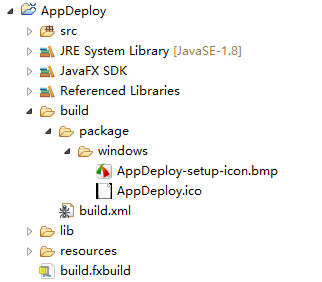 AppDeploy
src
JRE System Library [JavaSE-1.8]
JavaFX SDK
Referenced Libraries
build
package
windows
AppDeploy-setup-icon.bmp
AppDeploy.ico
build.xml
lib
resources
build.fxbuild